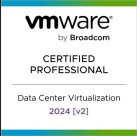 vmware®
by Broadcom
CERTIFIED
PROFESSIONAL
Data Center Virtualization
2024 [v2]